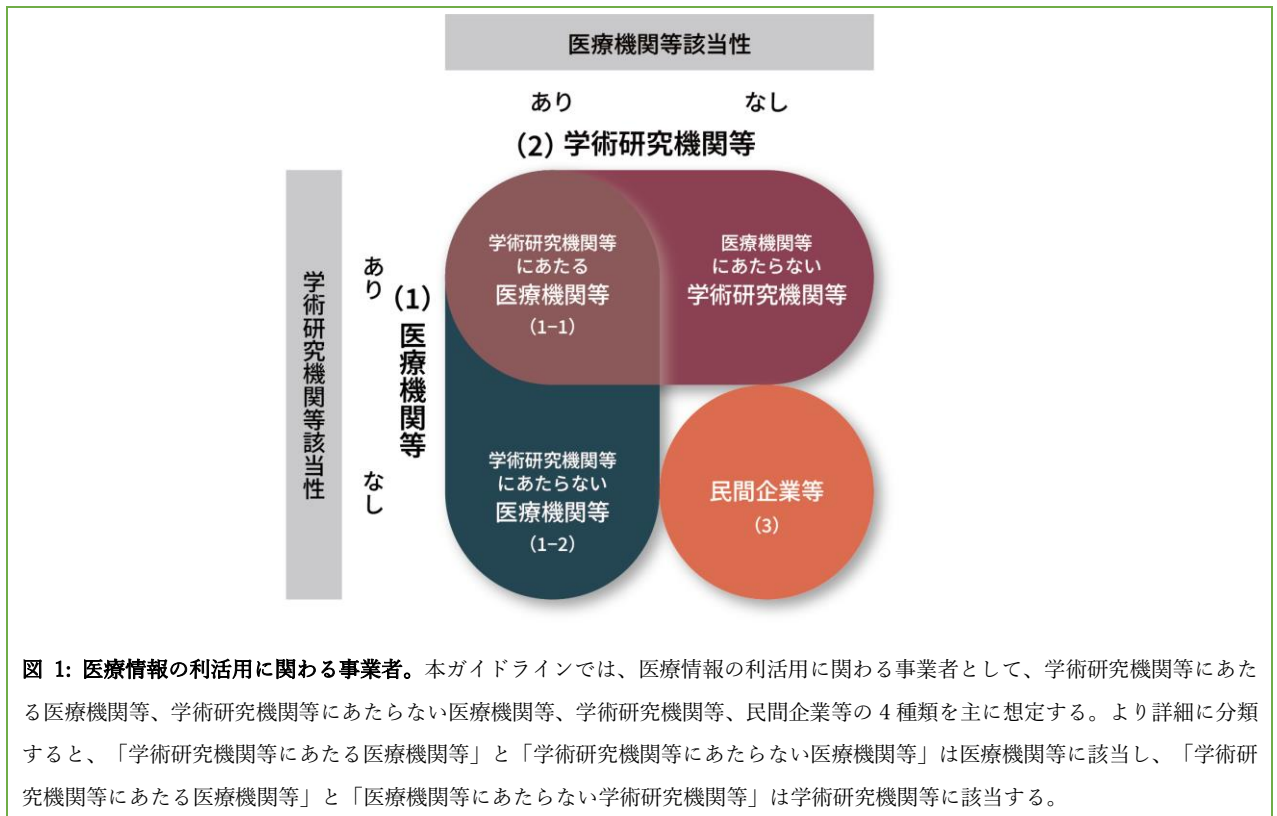 医療機関等該当性
あり
なし
(2) 学術研究機関等
学術研究機関等該当性
あり
なし
(1) 医療機関等
学術研究機関等
にあたる
医療機関等
(1−1)
医療機関等
にあたらない
学術研究機関等
学術研究機関等
にあたらない
医療機関等
(1−2)
民間企業等
(3)
図 1: 医療情報の利活用に関わる事業者。本ガイドラインでは、医療情報の利活用に関わる事業者として、学術研究機関等にあた
る医療機関等、学術研究機関等にあたらない医療機関等、学術研究機関等、民間企業等の 4 種類を主に想定する。より詳細に分類
すると、「学術研究機関等にあたる医療機関等」と「学術研究機関等にあたらない医療機関等」は医療機関等に該当し、「学術研
究機関等にあたる医療機関等」と「医療機関等にあたらない学術研究機関等」は学術研究機関等に該当する。